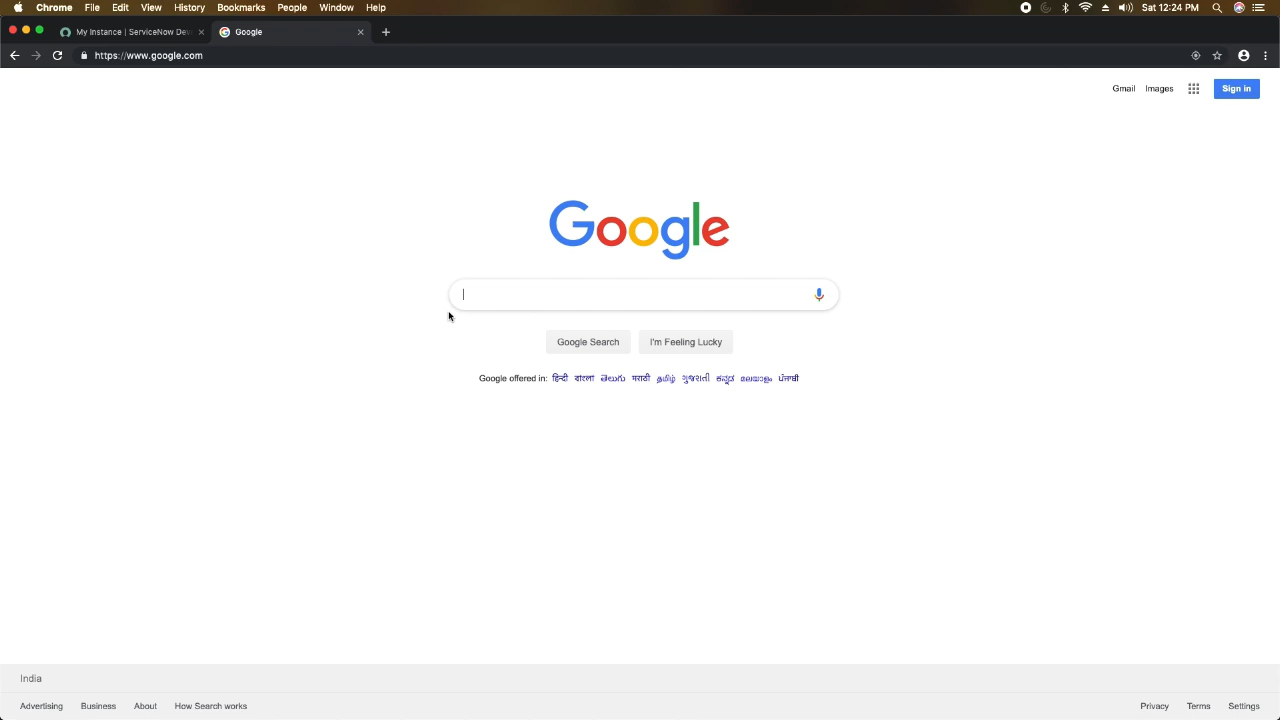 Chrome File Edit View History Bookmarks People Window Help Sat 12:24 PM
My Instance | ServiceNow Dev Google
https://www.google.com
Gmail Images Sign in
Google
Google Search I'm Feeling Lucky
Google offered in: हिन्दी বাংলা తెలుగు मराठी தமிழ் ગુજરાતી ಕನ್ನಡ മലയാളം ਪੰਜਾਬੀ
India
Advertising Business About How Search works Privacy Terms Settings